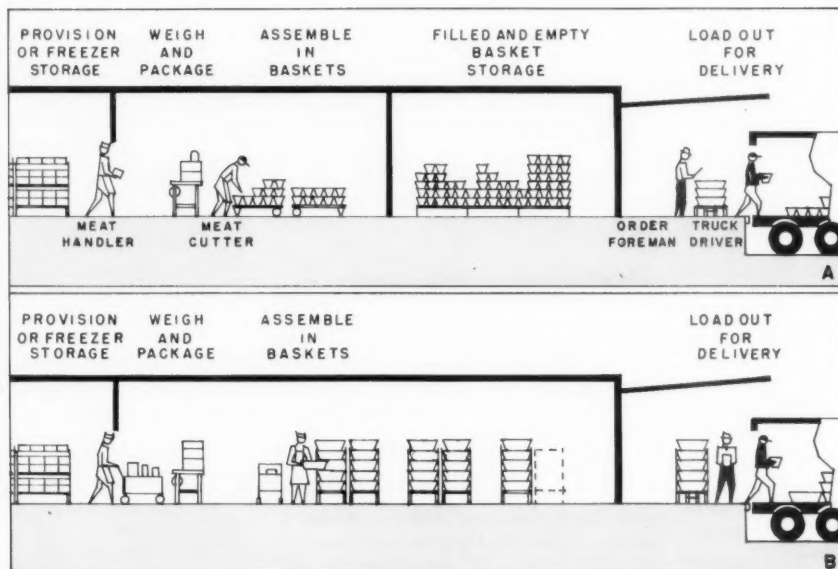 PROVISION
OR FREEZER
STORAGE
WEIGH
AND
PACKAGE
ASSEMBLE
IN
BASKETS
FILLED AND EMPTY
BASKET
STORAGE
LOAD OUT
FOR
DELIVERY
MEAT
HANDLER
MEAT
CUTTER
ORDER
FOREMAN
TRUCK
DRIVER
A
PROVISION
OR FREEZER
STORAGE
WEIGH
AND
PACKAGE
ASSEMBLE
IN
BASKETS
LOAD OUT
FOR
DELIVERY
B